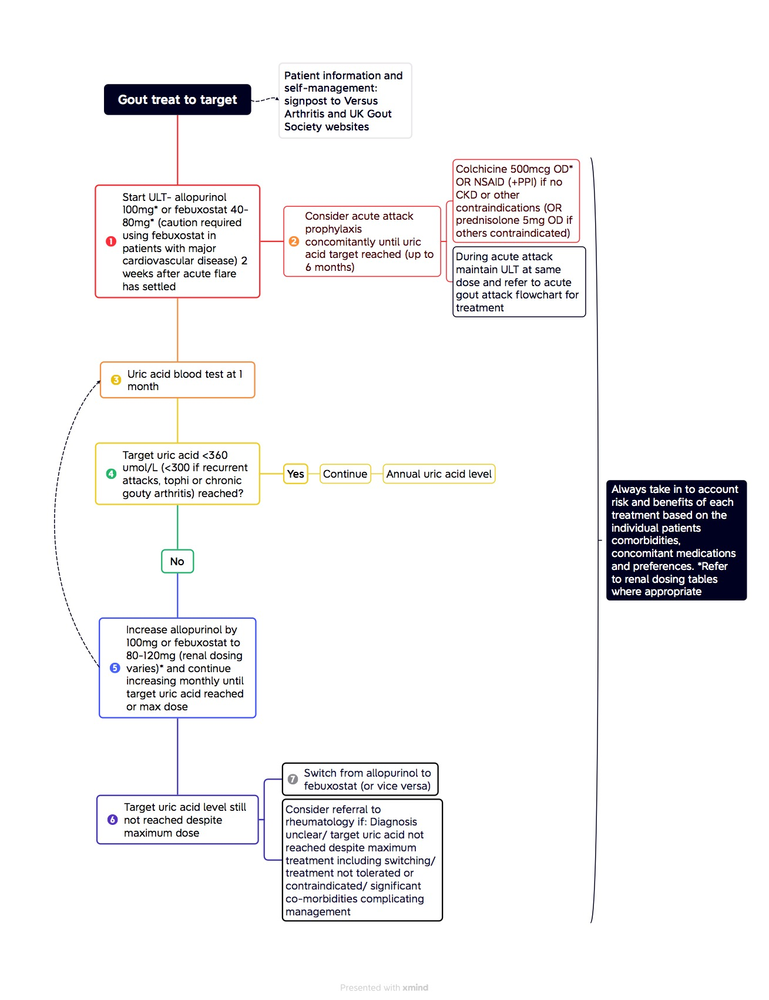 Gout treat to target
Patient information and
self-management:
signpost to Versus
Arthritis and UK Gout
Society websites
1
Start ULT- allopurinol
100mg* or febuxostat 40-
80mg* (caution required
using febuxostat in
patients with major
cardiovascular disease) 2
weeks after acute flare
has settled
2
Consider acute attack
prophylaxis
concomitantly until uric
acid target reached (up to
6 months)
Colchicine 500mcg OD*
OR NSAID (+PPI) if no
CKD or other
contraindications (OR
prednisolone 5mg OD if
others contraindicated)
During acute attack
maintain ULT at same
dose and refer to acute
gout attack flowchart for
treatment
3
Uric acid blood test at 1
month
4
Target uric acid <360
umol/L (<300 if recurrent
attacks, tophi or chronic
gouty arthritis) reached?
Yes
Continue
Annual uric acid level
No
5
Increase allopurinol by
100mg or febuxostat to
80-120mg (renal dosing
varies)* and continue
increasing monthly until
target uric acid reached
or max dose
6
Target uric acid level still
not reached despite
maximum dose
7
Switch from allopurinol to
febuxostat (or vice versa)
Consider referral to
rheumatology if: Diagnosis
unclear/ target uric acid not
reached despite maximum
treatment including switching/
treatment not tolerated or
contraindicated/ significant
co-morbidities complicating
management
Always take in to account
risk and benefits of each
treatment based on the
individual patients
comorbidities,
concomitant medications
and preferences. *Refer
to renal dosing tables
where appropriate
Presented with xmind